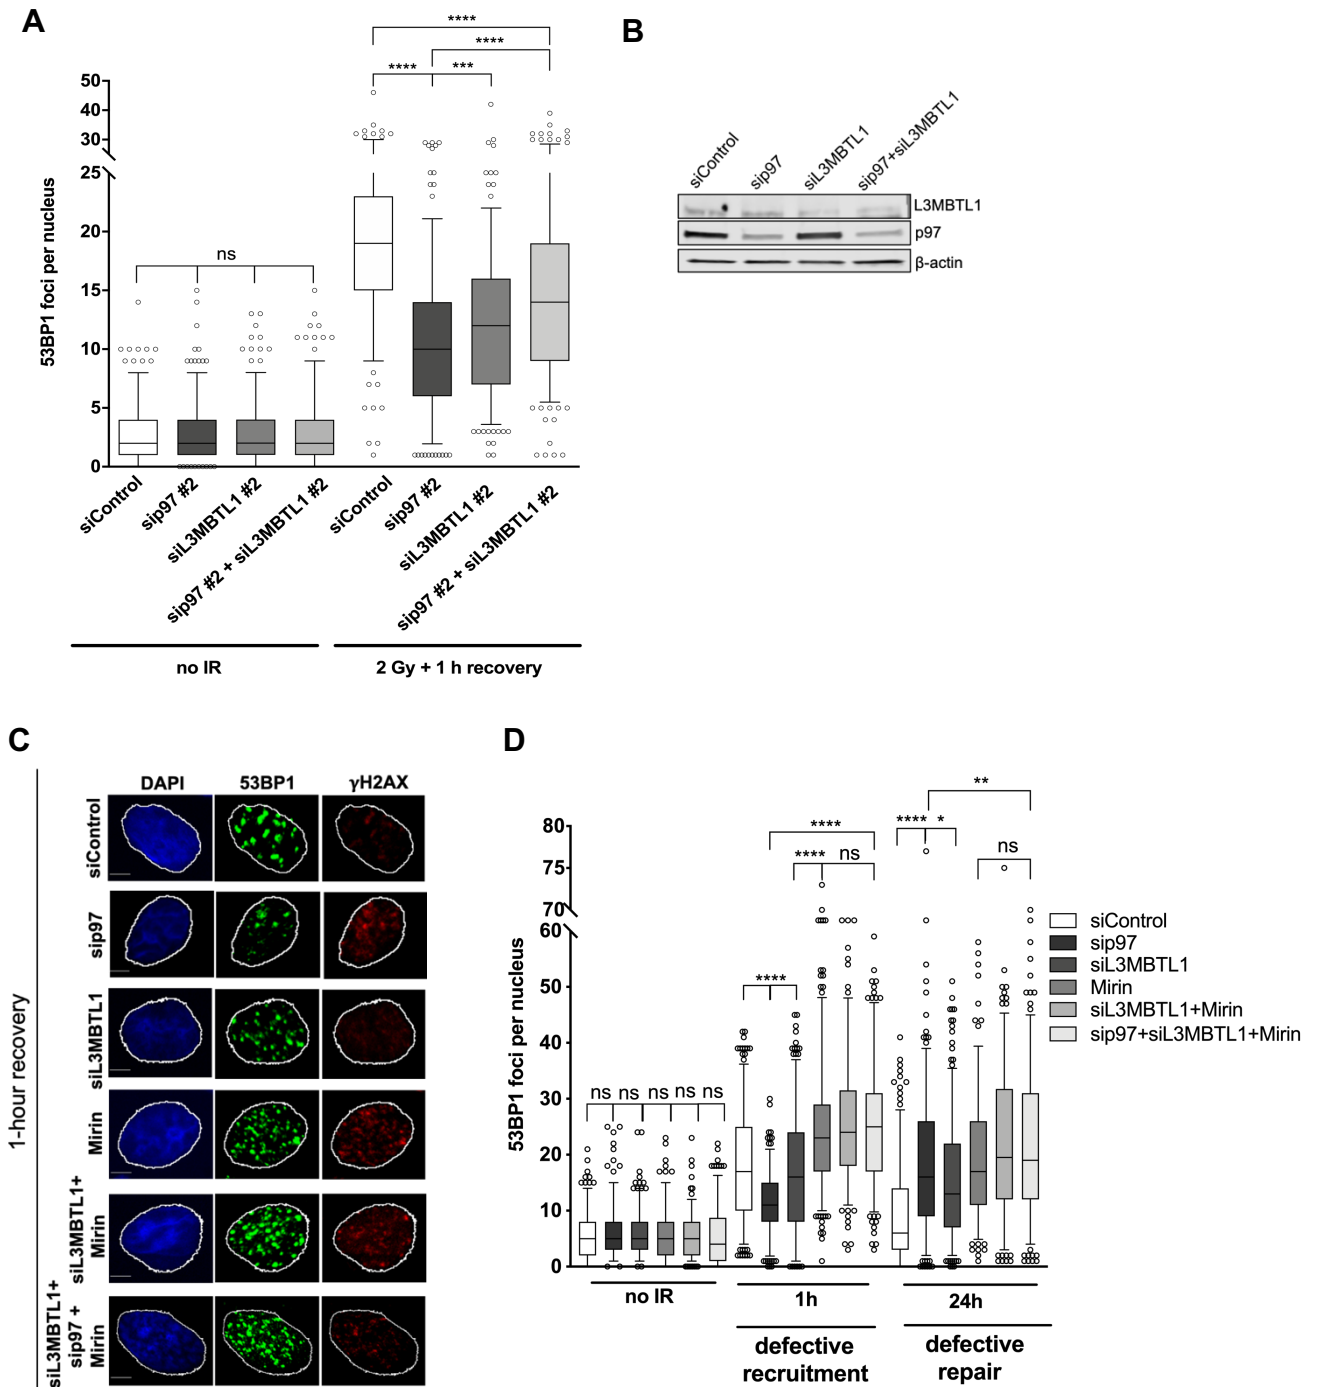 A
****
****
****
***
50
40
30
25
20
15
10
5
0
53BP1 foci per nucleus
ns
siControl
sip97 #2
siL3MBTL1 #2
sip97 #2 + siL3MBTL1 #2
siControl
sip97 #2
siL3MBTL1 #2
sip97 #2 + siL3MBTL1 #2
no IR
2 Gy + 1 h recovery
B
siControl
sip97
siL3MBTL1
sip97+siL3MBTL1
L3MBTL1
p97
β-actin
C
1-hour recovery
DAPI
53BP1
γH2AX
siControl
sip97
siL3MBTL1
Mirin
siL3MBTL1+
Mirin
siL3MBTL1+
sip97 +
Mirin
D
80
75
70
60
50
40
30
20
10
0
53BP1 foci per nucleus
ns
ns
ns
ns
ns
****
****
****
ns
****
*
**
ns
siControl
sip97
siL3MBTL1
Mirin
siL3MBTL1+Mirin
sip97+siL3MBTL1+Mirin
no IR
1h
24h
defective
recruitment
defective
repair